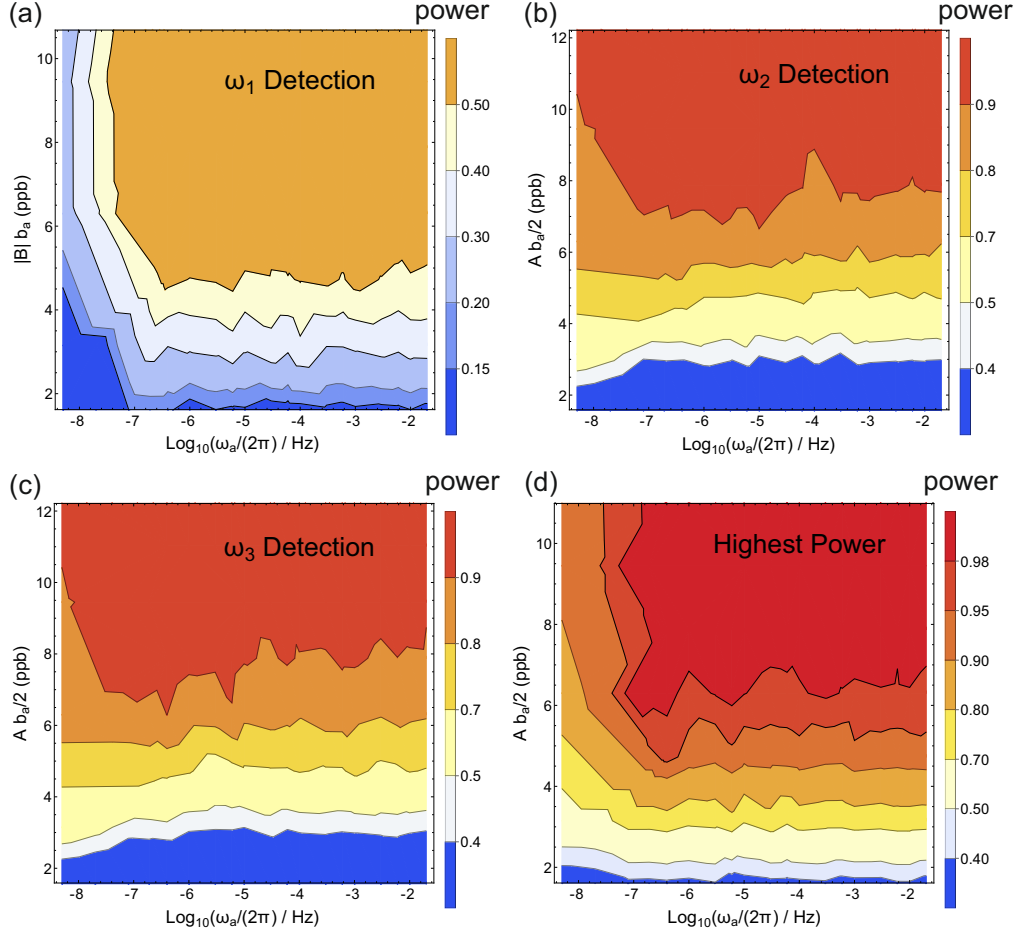 (a)
power
ω₁ Detection
|B| bₐ (ppb)
10
8
6
4
2
-8 -7 -6 -5 -4 -3 -2
Log₁₀(ωₐ/(2π) / Hz)
0.50
0.40
0.30
0.20
0.15
(b)
power
ω₂ Detection
A bₐ/2 (ppb)
12
10
8
6
4
2
-8 -7 -6 -5 -4 -3 -2
Log₁₀(ωₐ/(2π) / Hz)
0.9
0.8
0.7
0.5
0.4
(c)
power
ω₃ Detection
A bₐ/2 (ppb)
12
10
8
6
4
2
-8 -7 -6 -5 -4 -3 -2
Log₁₀(ωₐ/(2π) / Hz)
0.9
0.8
0.7
0.5
0.4
(d)
power
Highest Power
A bₐ/2 (ppb)
10
8
6
4
2
-8 -7 -6 -5 -4 -3 -2
Log₁₀(ωₐ/(2π) / Hz)
0.98
0.95
0.90
0.80
0.70
0.50
0.40